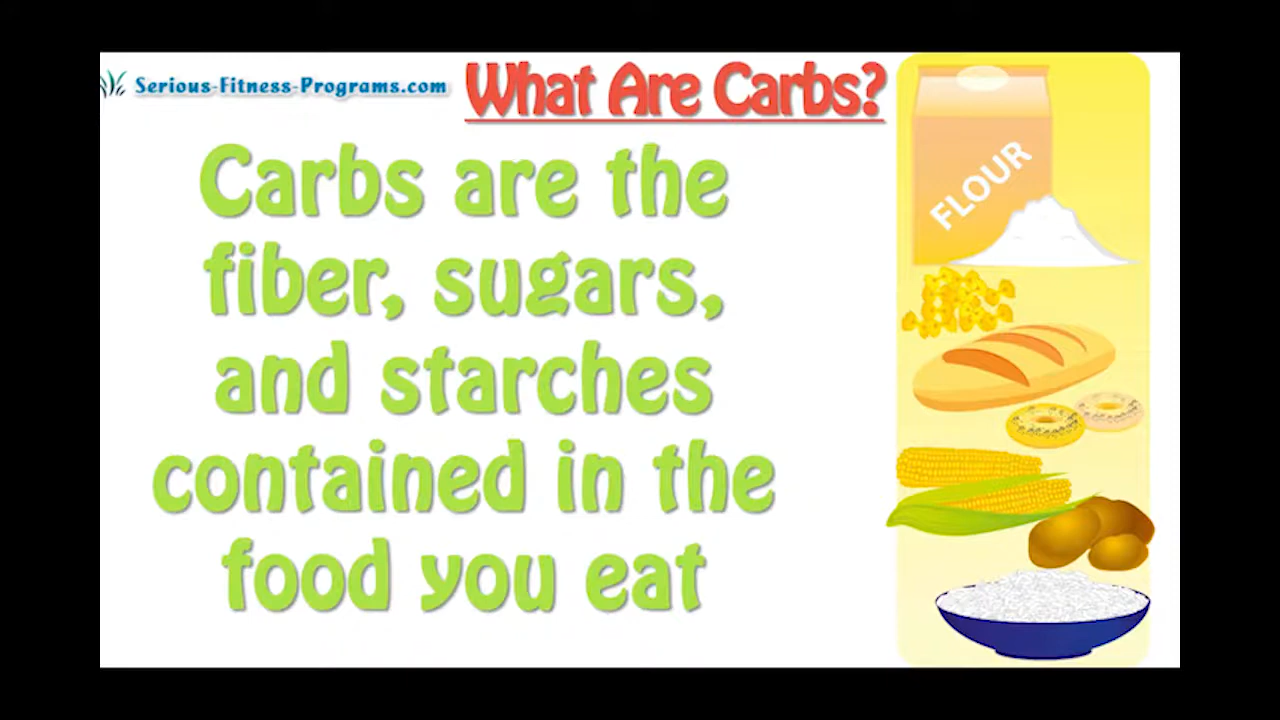 Serious-Fitness-Programs.com
What Are Carbs?
Carbs are the
fiber, sugars,
and starches
contained in the
food you eat
FLOUR